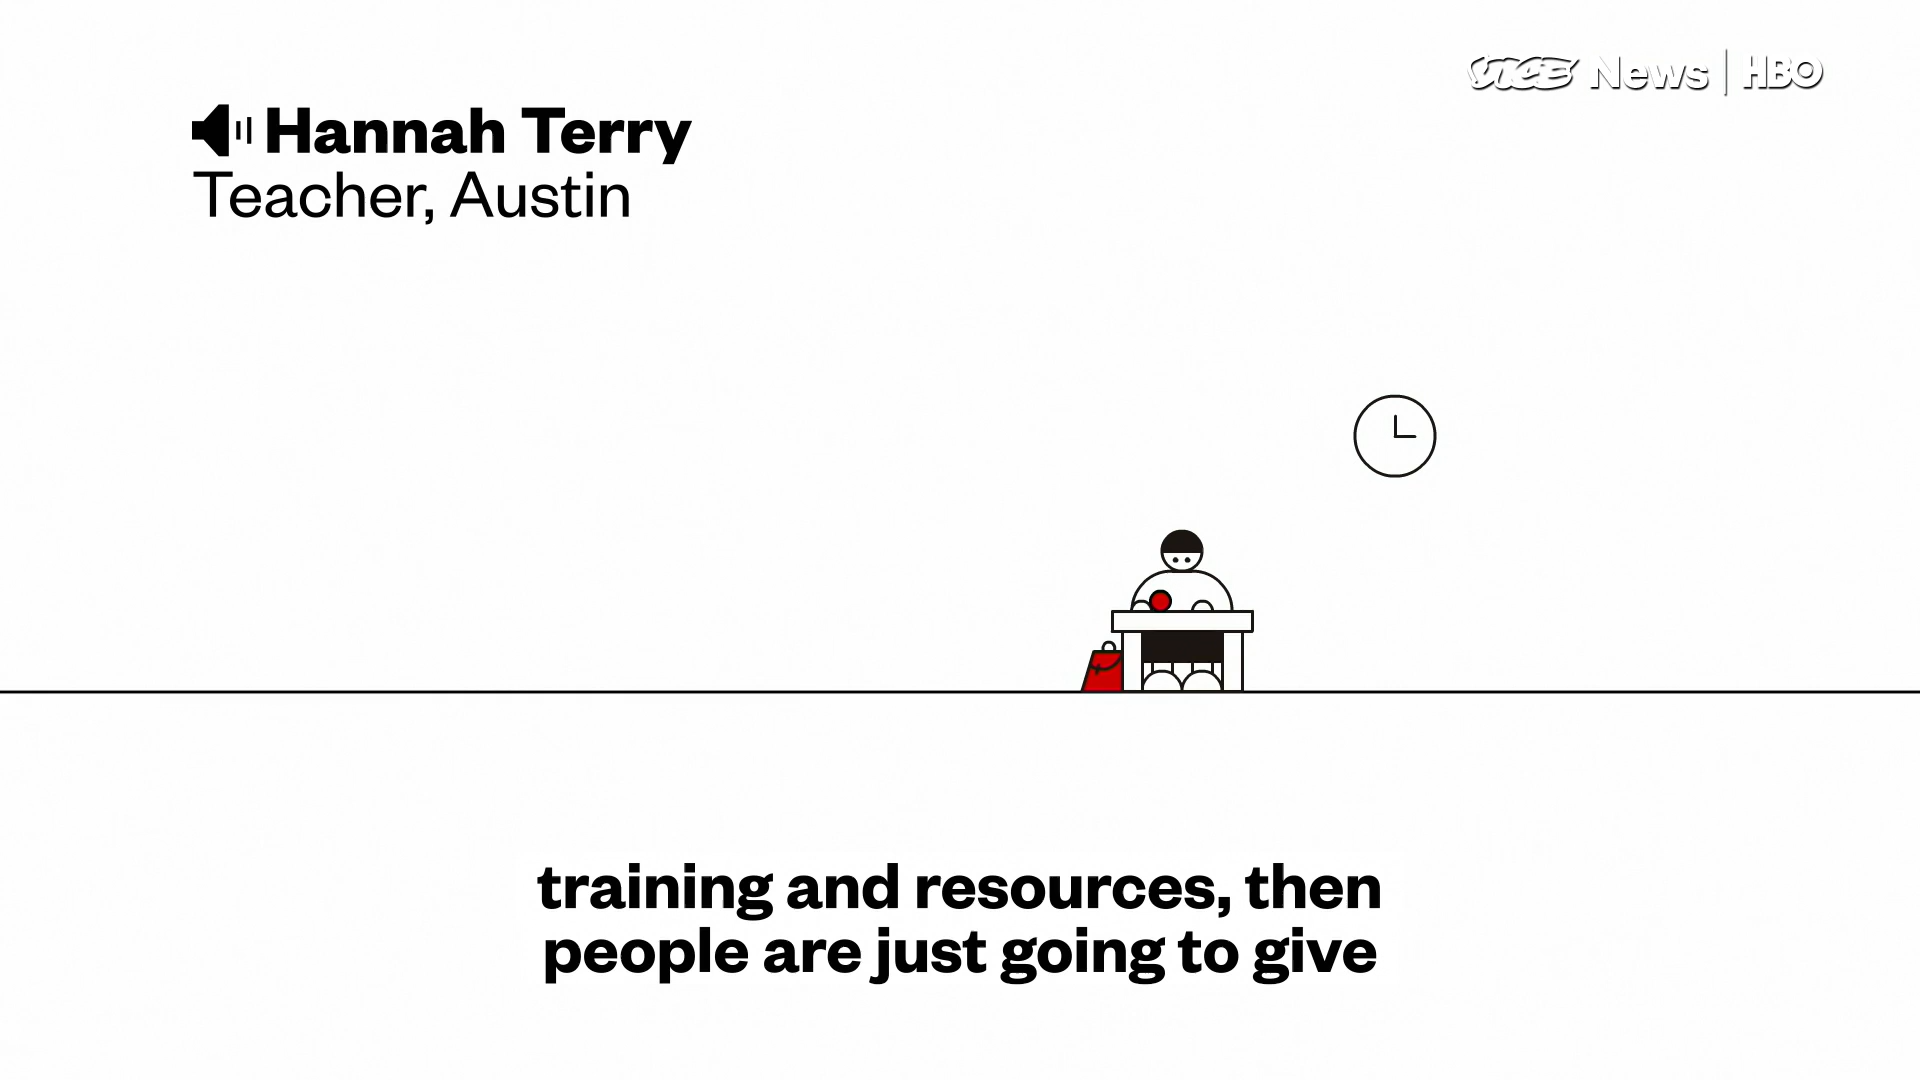 VICE News | HBO
Hannah Terry
Teacher, Austin
training and resources, then
people are just going to give